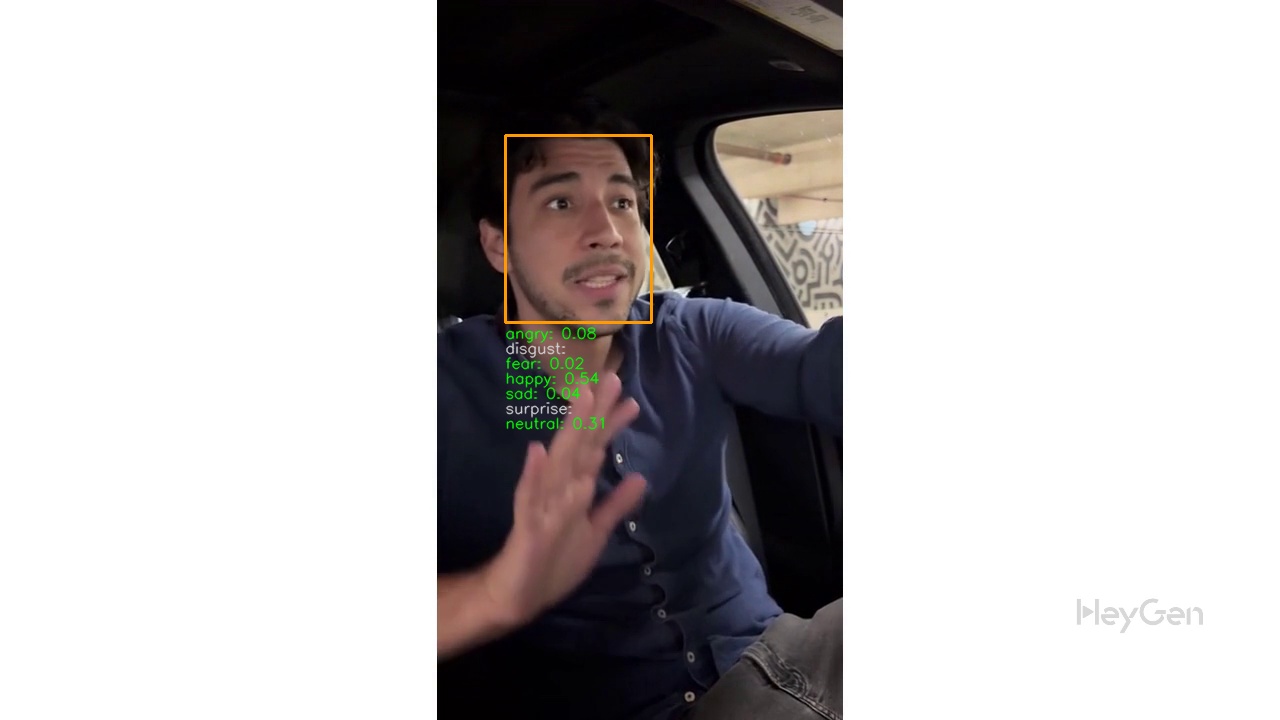 angry: 0.08
disgust:
fear: 0.02
happy: 0.54
sad: 0.04
surprise:
neutral: 0.31
HeyGen